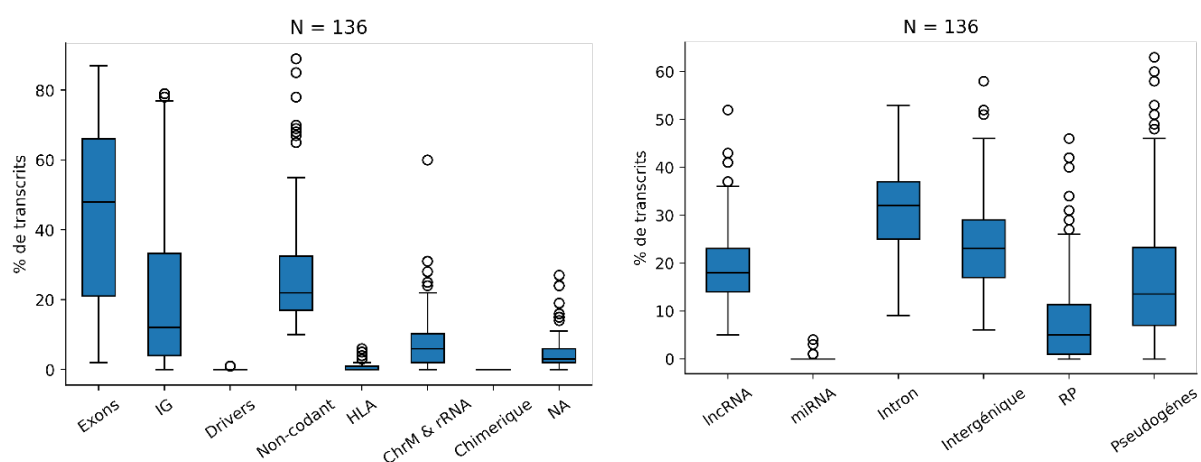 N = 136
% de transcrits
80
60
40
20
0
Exons
IG
Drivers
Non-codant
HLA
ChrM & rRNA
Chimerique
NA
N = 136
% de transcrits
60
50
40
30
20
10
0
lncRNA
miRNA
Intron
Intergénique
RP
Pseudogénes